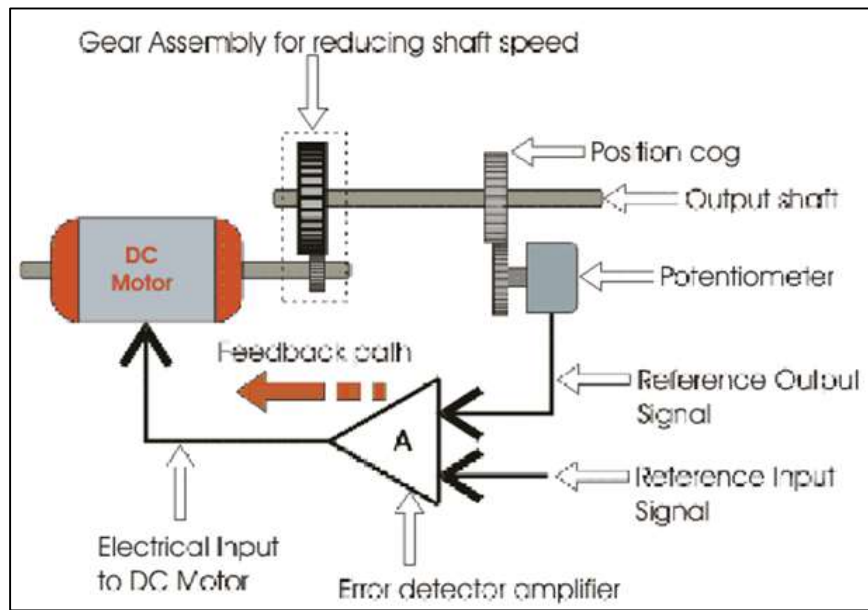 Gear Assembly for reducing shaft speed
Position cog
Output shaft
DC
Motor
Potentiometer
Feedback path
Reference Output
Signal
A
Reference Input
Signal
Electrical Input
to DC Motor
Error detector amplifier